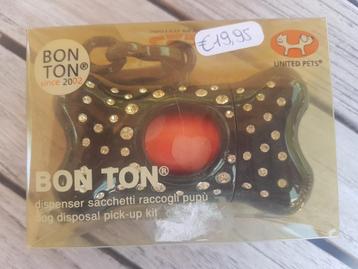 €19,95
BON
TON®
since 2002
UNITED PETS®
BON TON®
dispenser sacchetti raccogli pupù
dog disposal pick-up kit